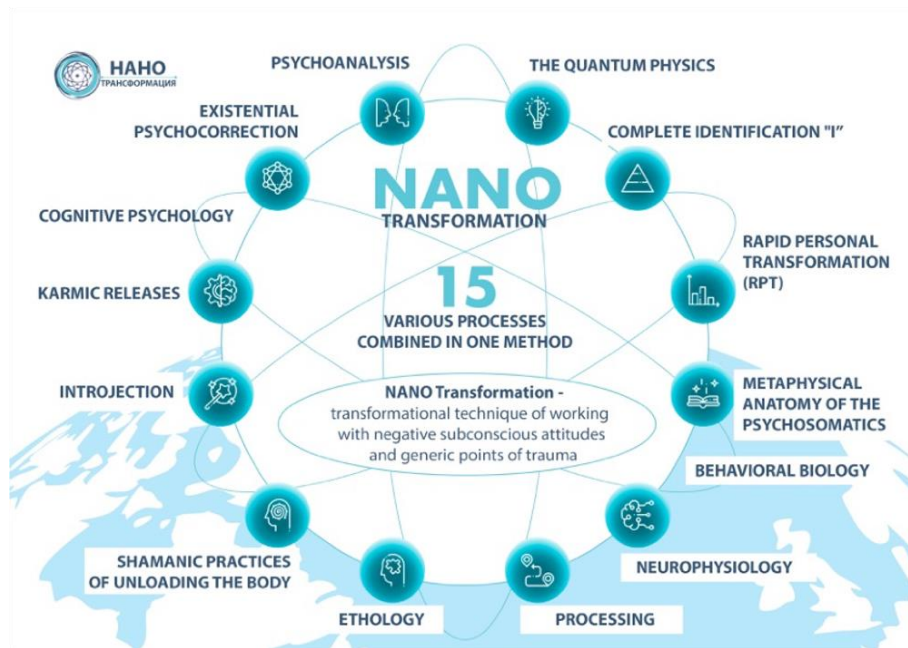 НАНО
ТРАНСФОРМАЦИЯ
PSYCHOANALYSIS
THE QUANTUM PHYSICS
EXISTENTIAL
PSYCHOCORRECTION
COMPLETE IDENTIFICATION "I”
NANO
TRANSFORMATION
COGNITIVE PSYCHOLOGY
RAPID PERSONAL
TRANSFORMATION
(RPT)
KARMIC RELEASES
15
VARIOUS PROCESSES
COMBINED IN ONE METHOD
INTROJECTION
NANO Transformation -
transformational technique of working
with negative subconscious attitudes
and generic points of trauma
METAPHYSICAL
ANATOMY OF THE
PSYCHOSOMATICS
BEHAVIORAL BIOLOGY
SHAMANIC PRACTICES
OF UNLOADING THE BODY
NEUROPHYSIOLOGY
ETHOLOGY
PROCESSING